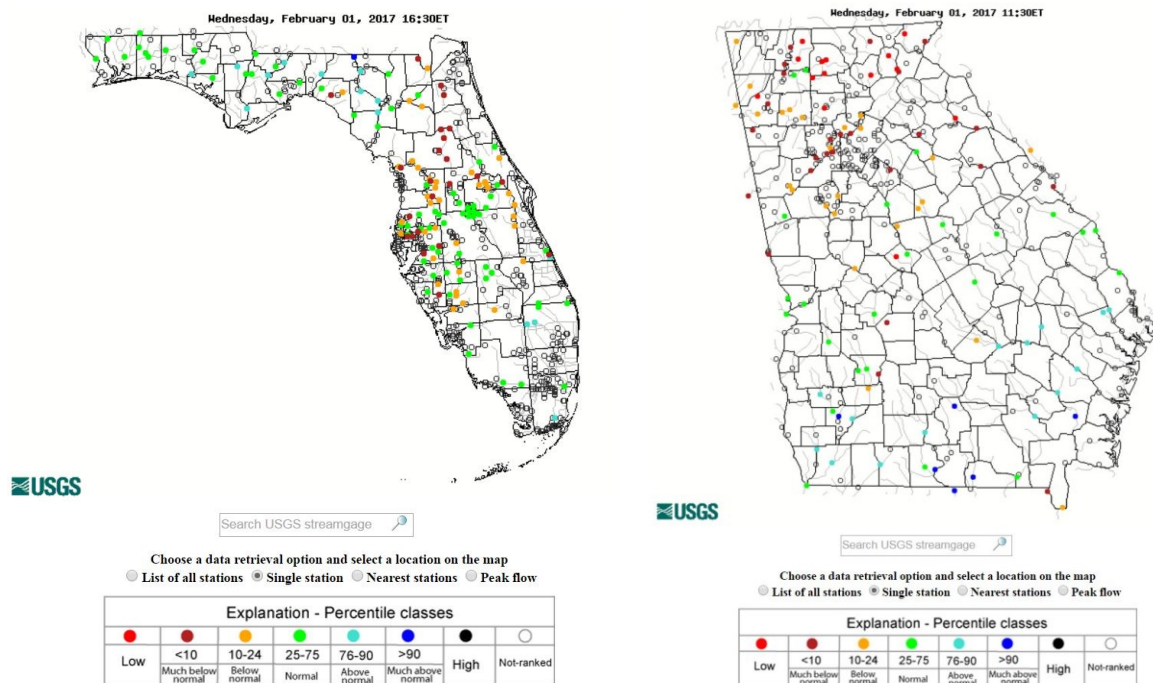 Wednesday, February 01, 2017 16:30ET
USGS
Search USGS streamgage
Choose a data retrieval option and select a location on the map
List of all stations Single station Nearest stations Peak flow
Explanation - Percentile classes
Low <10 10-24 25-75 76-90 >90 High Not-ranked
Much below normal Below normal Normal Above normal Much above normal
Wednesday, February 01, 2017 11:30ET
USGS
Search USGS streamgage
Choose a data retrieval option and select a location on the map
List of all stations Single station Nearest stations Peak flow
Explanation - Percentile classes
Low <10 10-24 25-75 76-90 >90 High Not-ranked
Much below normal Below normal Normal Above normal Much above normal